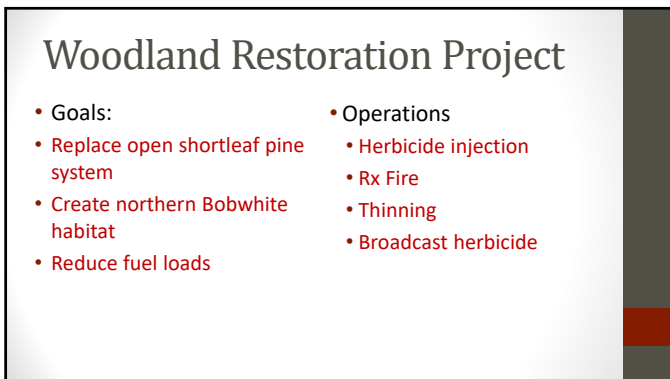 Woodland Restoration Project
• Goals:
• Replace open shortleaf pine
system
• Create northern Bobwhite
habitat
• Reduce fuel loads
• Operations
• Herbicide injection
• Rx Fire
• Thinning
• Broadcast herbicide